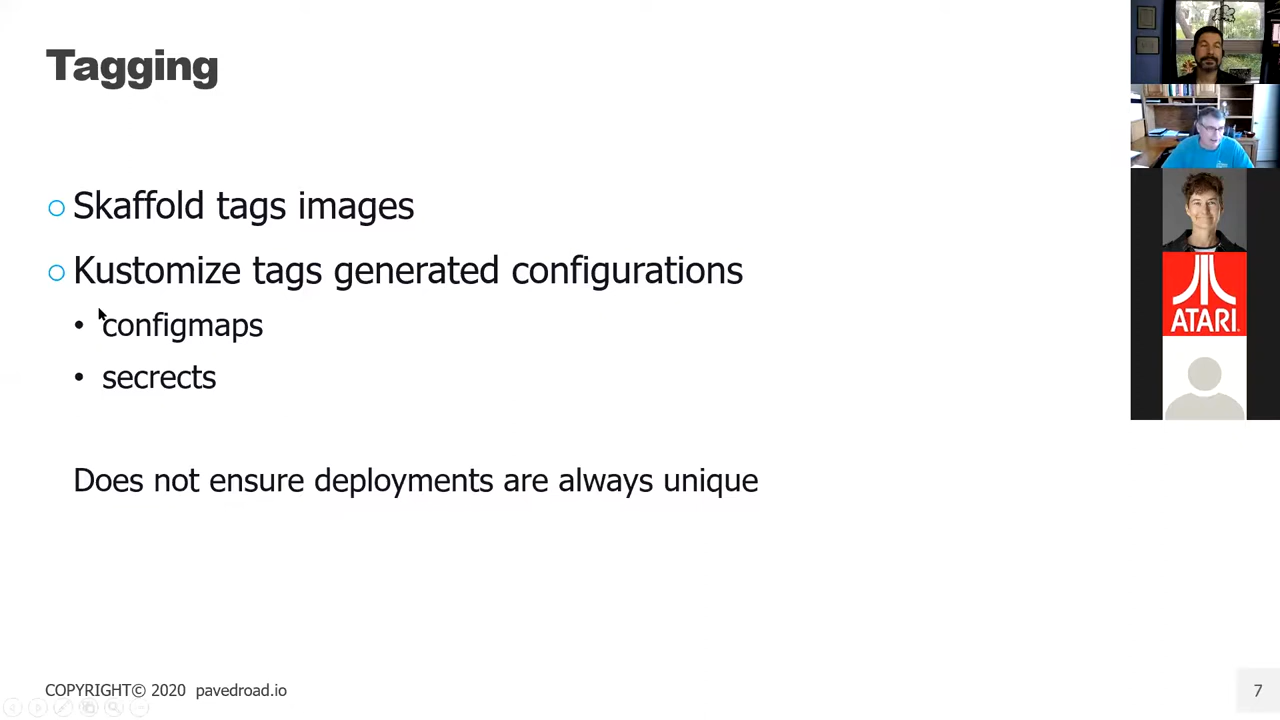 Tagging
Skaffold tags images
Kustomize tags generated configurations
configmaps
secrects
Does not ensure deployments are always unique
COPYRIGHT© 2020 pavedroad.io
7
ATARI